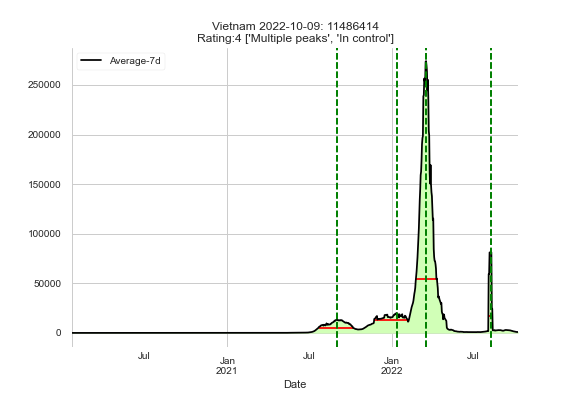 Vietnam 2022-10-09: 11486414
Rating:4 ['Multiple peaks', 'In control']
Average-7d
250000
200000
150000
100000
50000
0
Jul
Jan
2021
Jul
Jan
2022
Jul
Date